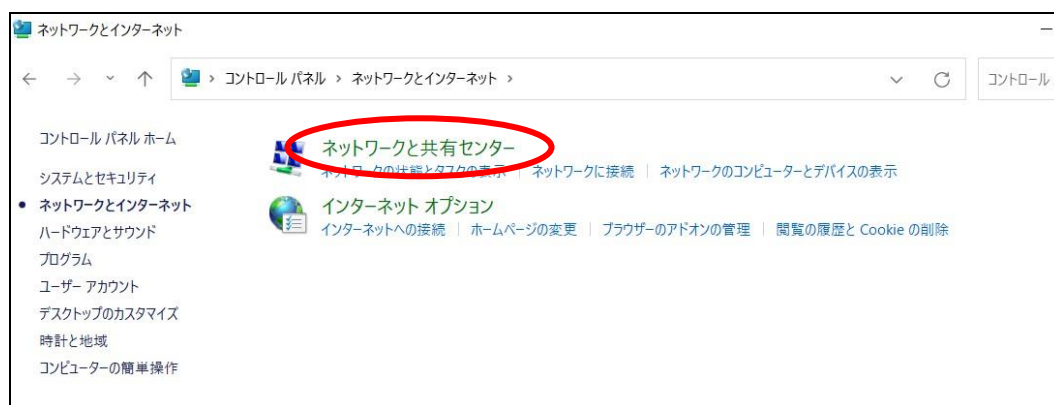 ネットワークとインターネット
コントロール パネル › ネットワークとインターネット ›
コントロール
コントロール パネル ホーム
システムとセキュリティ
ネットワークとインターネット
ハードウェアとサウンド
プログラム
ユーザー アカウント
デスクトップのカスタマイズ
時計と地域
コンピューターの簡単操作
ネットワークと共有センター
ネットワークの状態とタスクの表示 | ネットワークに接続 | ネットワークのコンピューターとデバイスの表示
インターネット オプション
インターネットへの接続 | ホームページの変更 | ブラウザーのアドオンの管理 | 閲覧の履歴と Cookie の削除